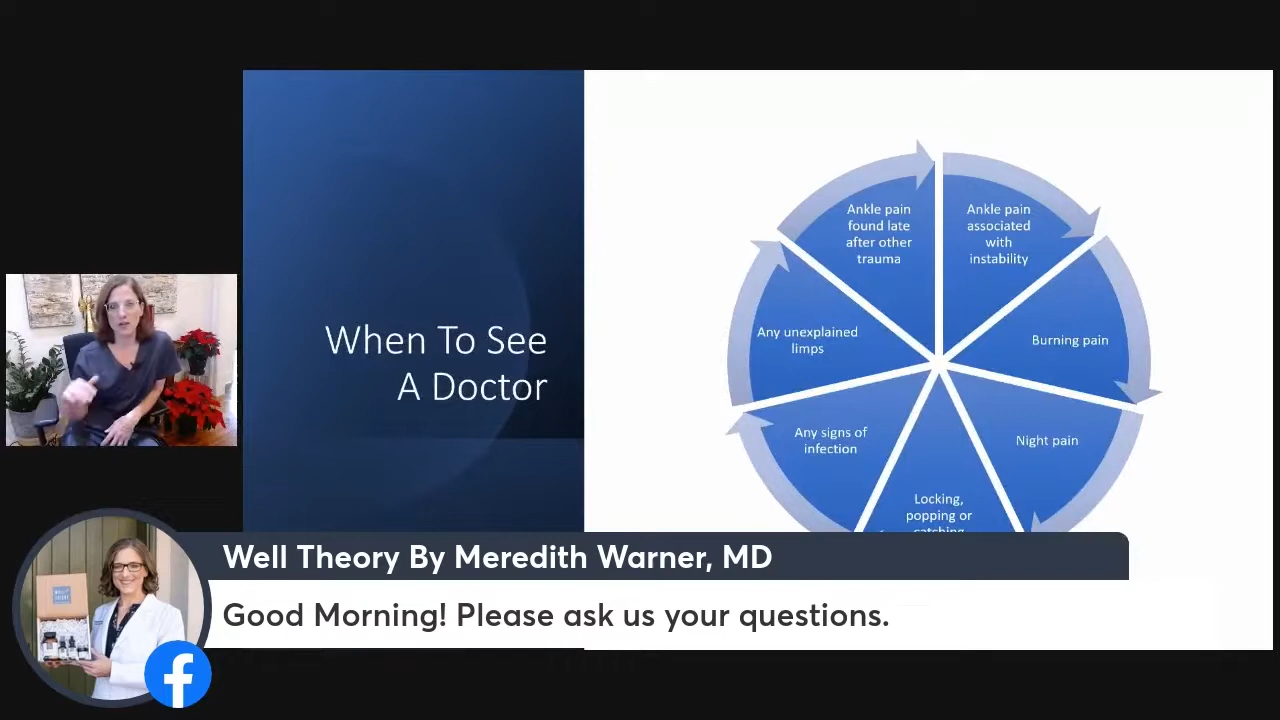 When To See
A Doctor
Ankle pain
found late
after other
trauma
Ankle pain
associated
with
instability
Any unexplained
limps
Burning pain
Any signs of
infection
Night pain
Locking,
popping or
catching
Well Theory By Meredith Warner, MD
Good Morning! Please ask us your questions.